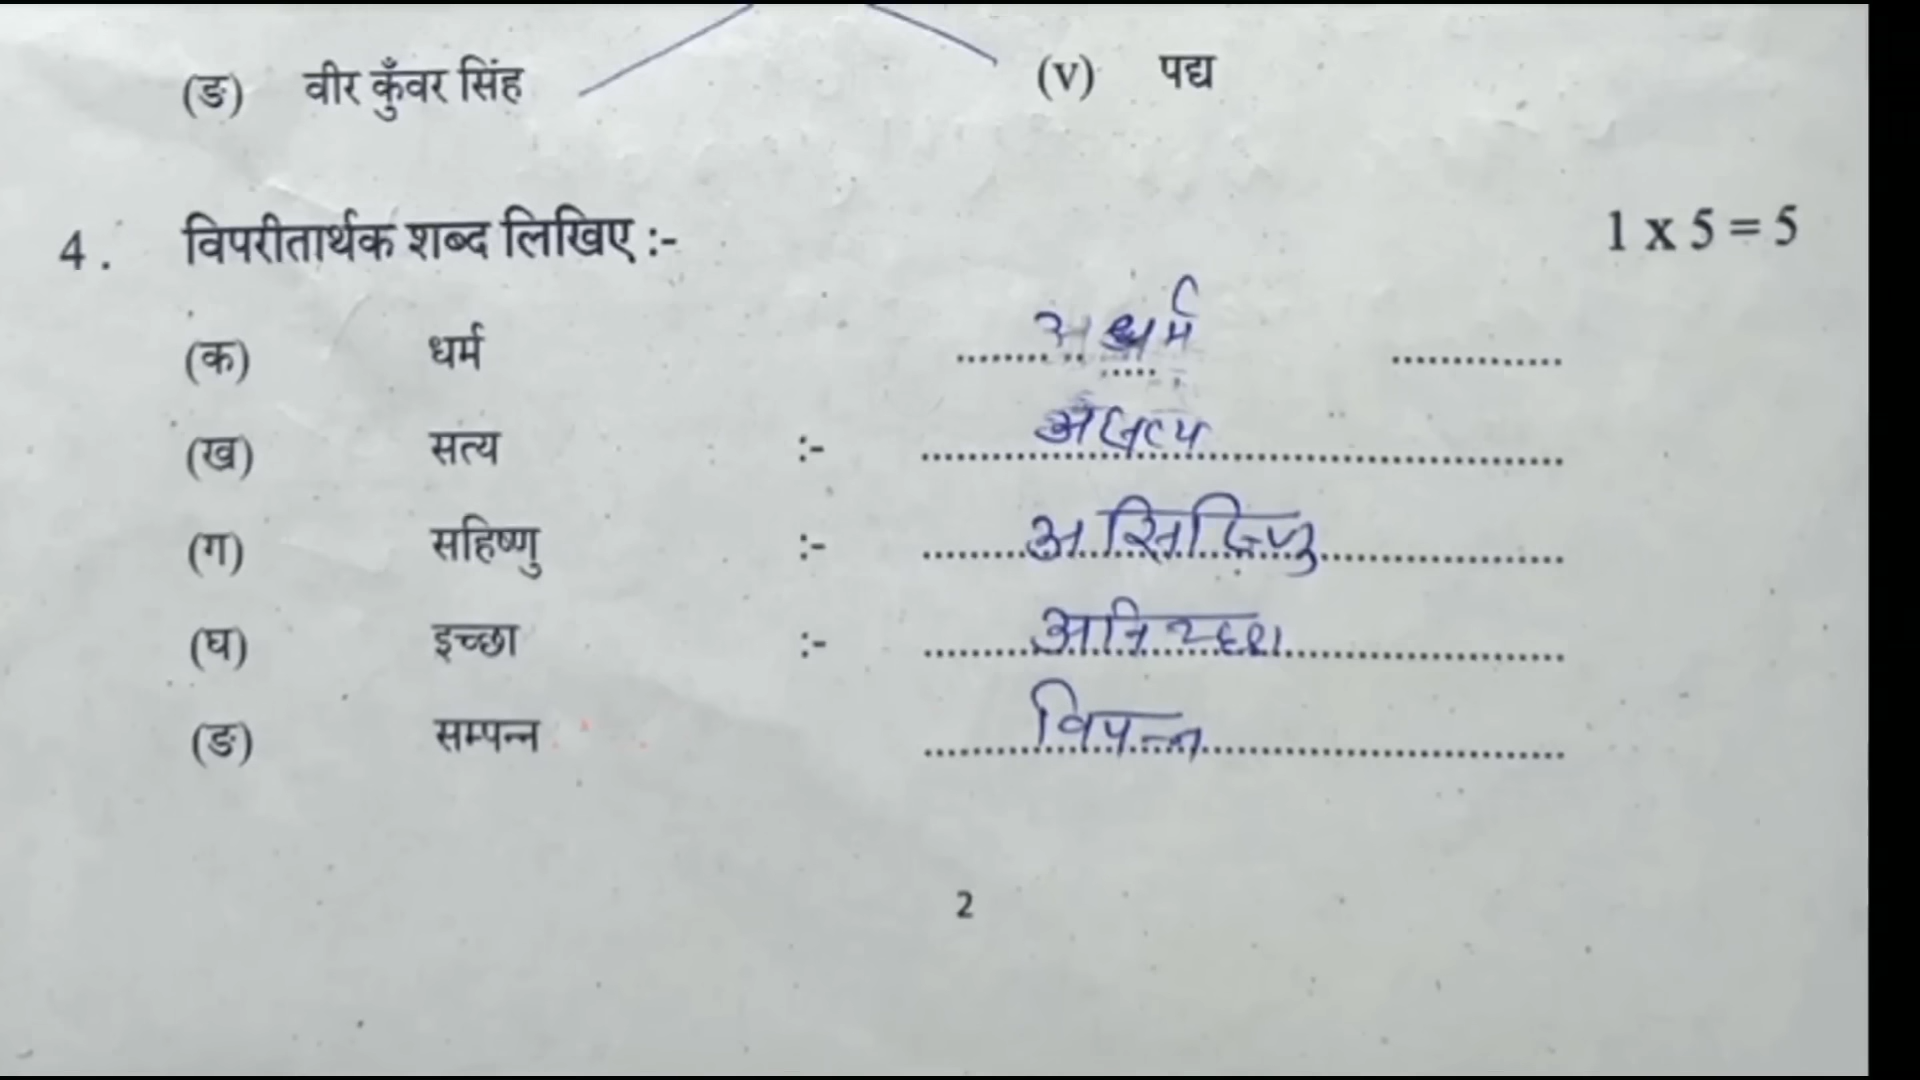 (ङ) वीर कुँवर सिंह (v) पद्य
4. विपरीतार्थक शब्द लिखिए :- 1 x 5 = 5
(क) धर्म ........ अधर्म ............
(ख) सत्य :- ........ असत्य ............
(ग) सहिष्णु :- ........ ............
(घ) इच्छा :- ........ अनिच्छा ............
(ङ) सम्पन्न ........ विपन्न ............
2